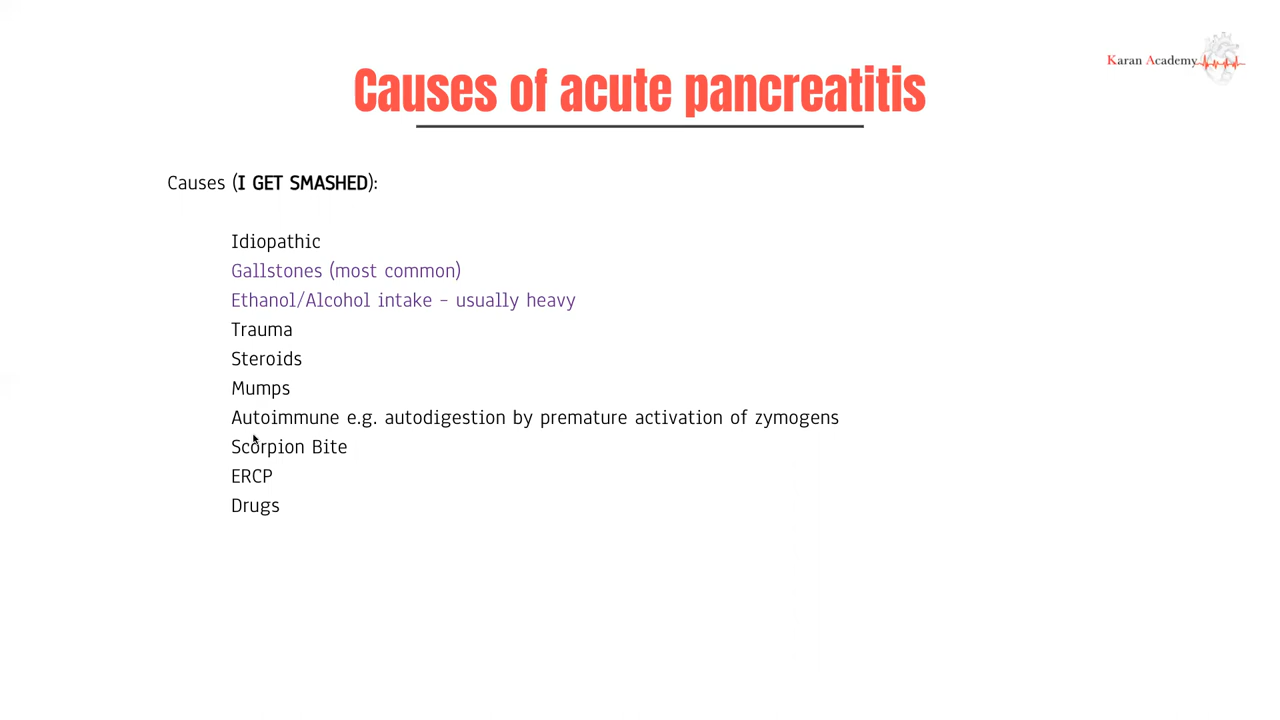 Karan Academy
Causes of acute pancreatitis
Causes (I GET SMASHED):
Idiopathic
Gallstones (most common)
Ethanol/Alcohol intake - usually heavy
Trauma
Steroids
Mumps
Autoimmune e.g. autodigestion by premature activation of zymogens
Scorpion Bite
ERCP
Drugs